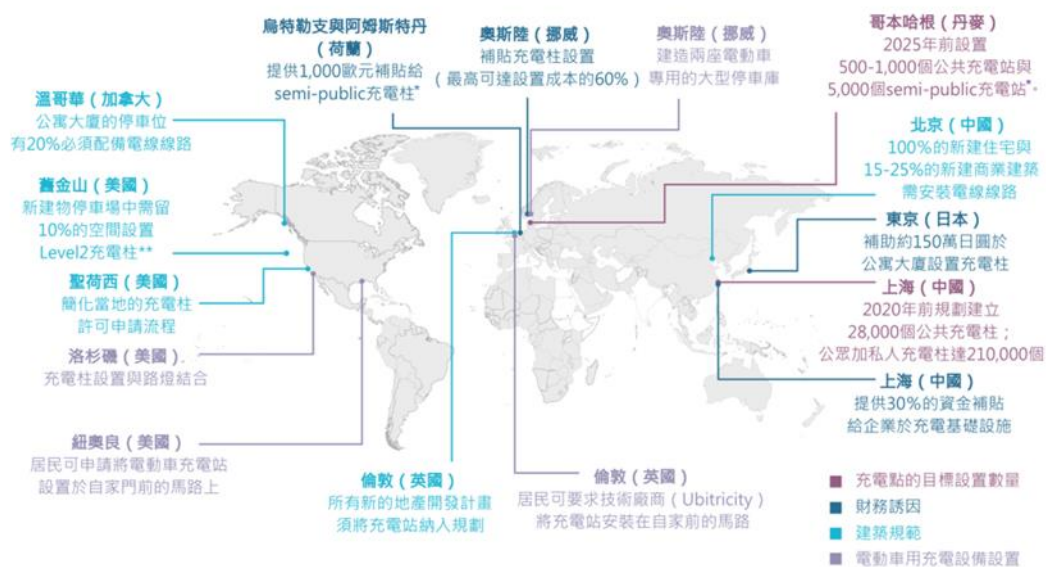 烏特勒支與阿姆斯特丹
（荷蘭）
提供1,000歐元補貼給
semi-public充電柱*
奧斯陸（挪威）
補貼充電柱設置
（最高可達設置成本的60%）
奧斯陸（挪威）
建造兩座電動車
專用的大型停車庫
哥本哈根（丹麥）
2025年前設置
500-1,000個公共充電站與
5,000個semi-public充電站*。
溫哥華（加拿大）
公寓大廈的停車位
有20%必須配備電線線路
北京（中國）
100%的新建住宅與
15-25%的新建商業建築
需安裝電線線路
舊金山（美國）
新建物停車場中需留
10%的空間設置
Level2充電柱**
東京（日本）
補助約150萬日圓於
公寓大廈設置充電柱
聖荷西（美國）
簡化當地的充電柱
許可申請流程
上海（中國）
2020年前規劃建立
28,000個公共充電柱；
公眾加私人充電柱達210,000個
洛杉磯（美國）
充電柱設置與路燈結合
上海（中國）
提供30%的資金補貼
給企業於充電基礎設施
紐奧良（美國）
居民可申請將電動車充電站
設置於自家門前的馬路上
倫敦（英國）
所有新的地產開發計畫
須將充電站納入規劃
倫敦（英國）
居民可要求技術廠商（Ubitricity）
將充電站安裝在自家前的馬路
充電點的目標設置數量
財務誘因
建築規範
電動車用充電設備設置